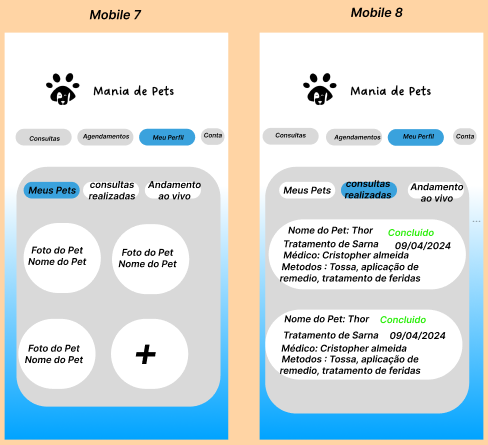 Mobile 7
Mania de Pets
Consultas
Agendamentos
Meu Perfil
Conta
Meus Pets
consultas
realizadas
Andamento
ao vivo
Foto do Pet
Nome do Pet
Foto do Pet
Nome do Pet
Foto do Pet
Nome do Pet
+
Mobile 8
Mania de Pets
Consultas
Agendamentos
Meu Perfil
Conta
Meus Pets
consultas
realizadas
Andamento
ao vivo
Nome do Pet: Thor Concluído
Tratamento de Sarna 09/04/2024
Médico: Cristopher almeida
Metodos : Tossa, aplicação de
remedio, tratamento de feridas
Nome do Pet: Thor Concluído
Tratamento de Sarna 09/04/2024
Médico: Cristopher almeida
Metodos : Tossa, aplicação de
remedio, tratamento de feridas
...